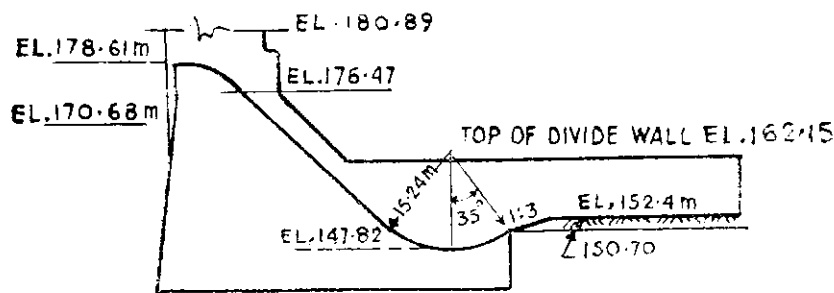 EL 180.89
EL.178.61m
EL.176.47
EL.170.68m
TOP OF DIVIDE WALL EL.162.15
15.24m
35°
1:3
EL.152.4m
EL.147.82
150.70